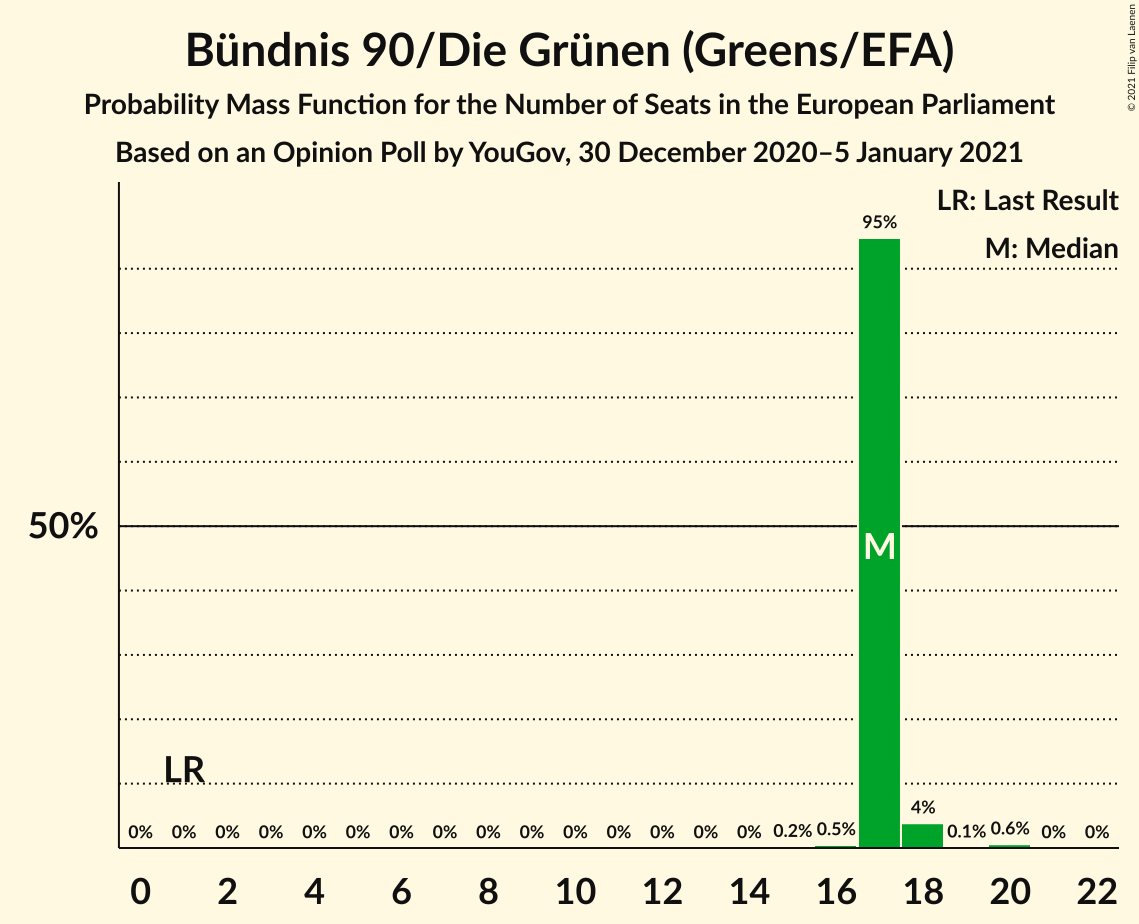 Bündnis 90/Die Grünen (Greens/EFA)
Probability Mass Function for the Number of Seats in the European Parliament
Based on an Opinion Poll by YouGov, 30 December 2020–5 January 2021
© 2021 Filip van Laenen
LR: Last Result
M: Median
95%
50%
M
LR
4%
0% 0% 0% 0% 0% 0% 0% 0% 0% 0% 0% 0% 0% 0% 0% 0.2% 0.5% 0.1% 0.6% 0% 0%
0 2 4 6 8 10 12 14 16 18 20 22